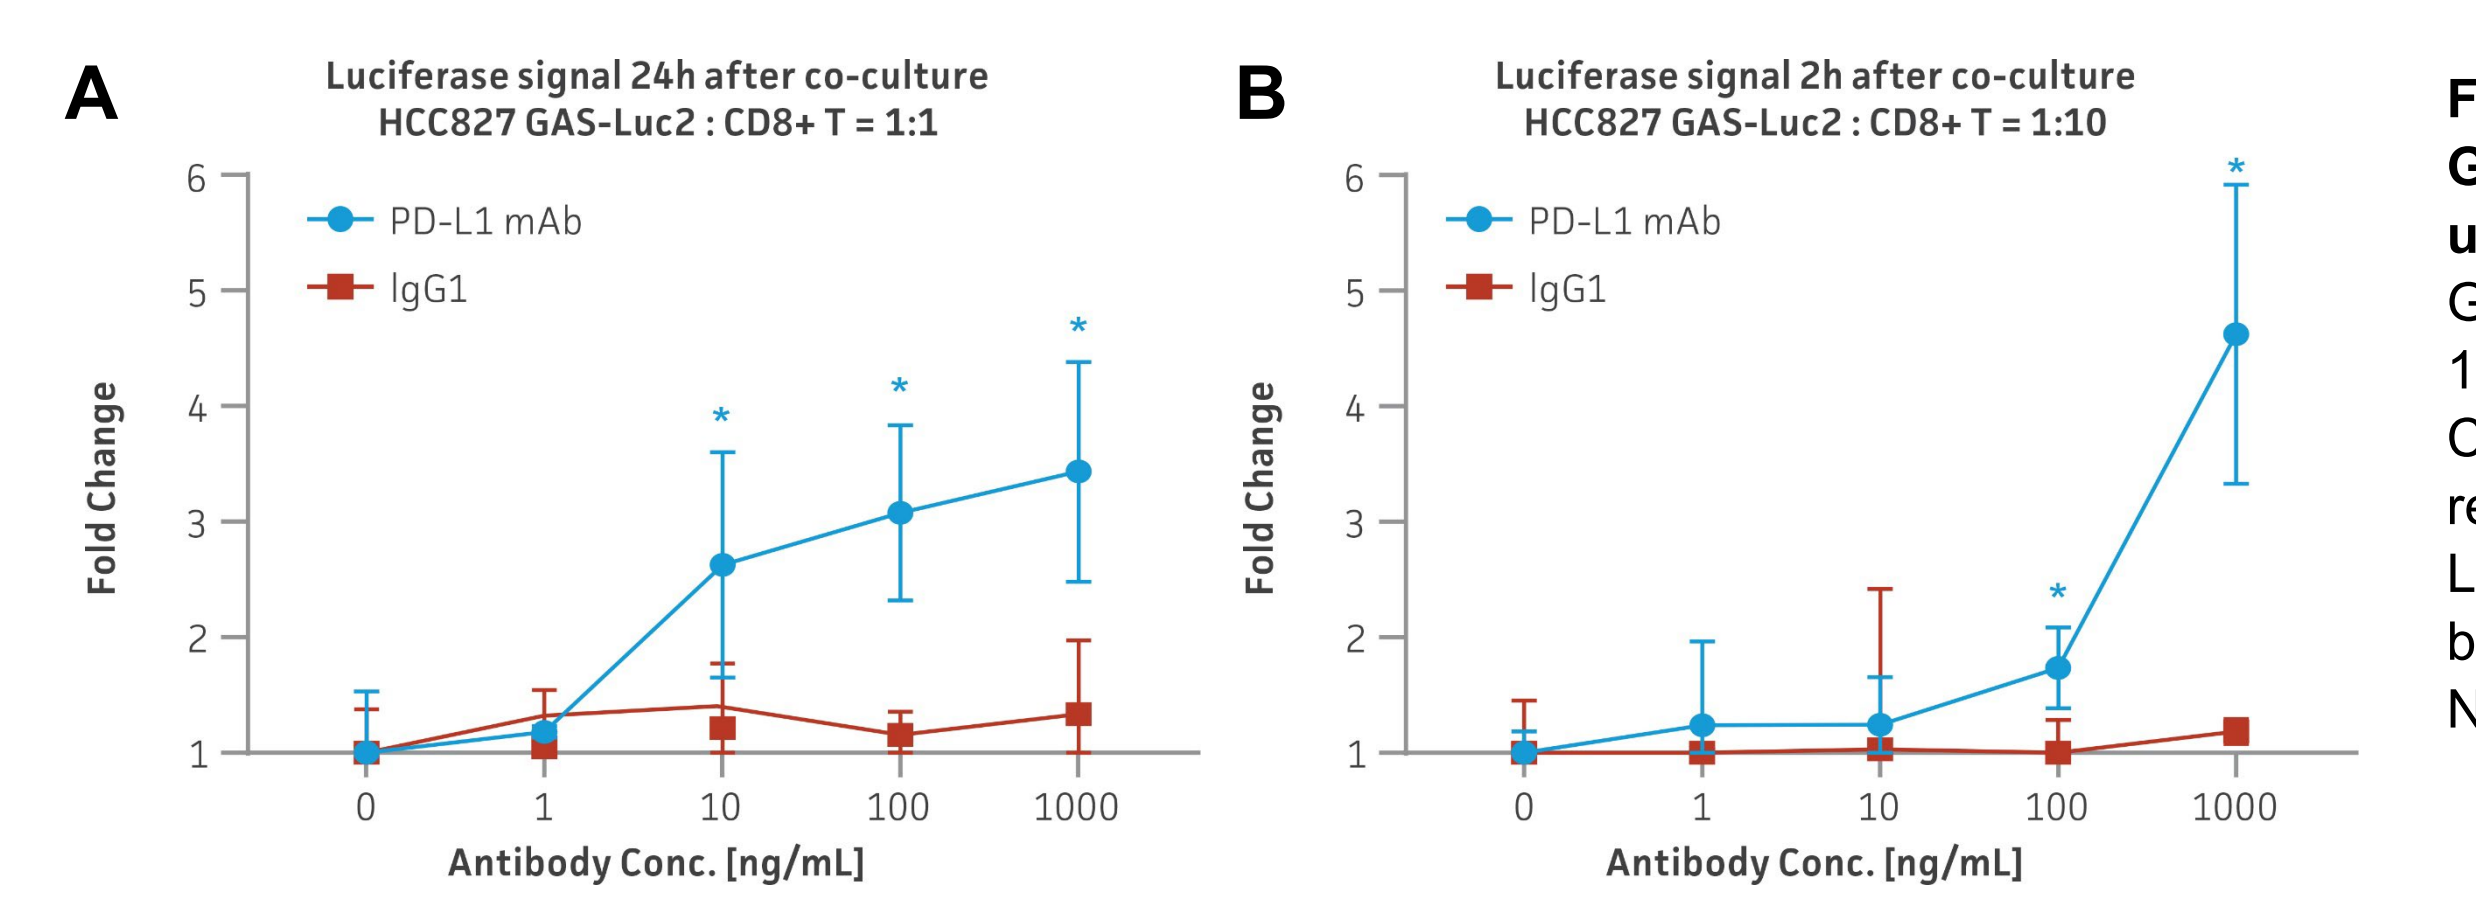 A
Luciferase signal 24h after co-culture
HCC827 GAS-Luc2 : CD8+ T = 1:1
6
5
4
3
2
1
Fold Change
PD-L1 mAb
IgG1
*
*
*
0 1 10 100 1000
Antibody Conc. [ng/mL]
B
Luciferase signal 2h after co-culture
HCC827 GAS-Luc2 : CD8+ T = 1:10
6
5
4
3
2
1
Fold Change
PD-L1 mAb
IgG1
*
*
0 1 10 100 1000
Antibody Conc. [ng/mL]
F
G
u
G
1
re
L
b
N